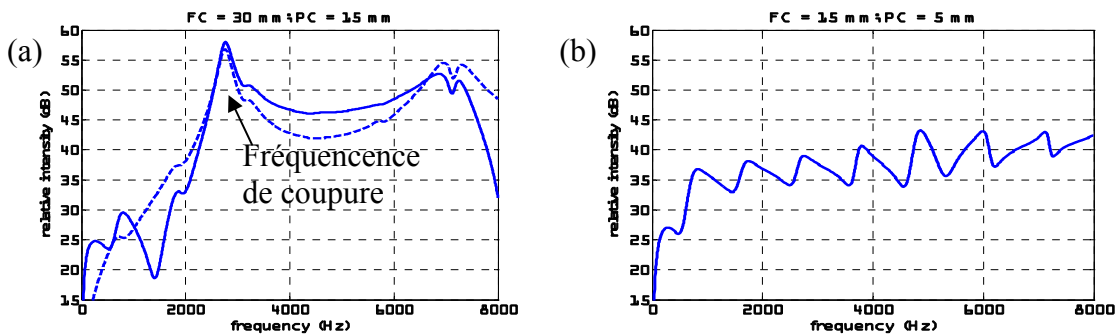 (a)
FC = 30 mm; PC = 15 mm
60
55
50
45
40
35
30
25
20
15
relative intensity (dB)
Fréquencence
de coupure
0 2000 4000 6000 8000
frequency (Hz)
(b)
FC = 15 mm; PC = 5 mm
60
55
50
45
40
35
30
25
20
15
relative intensity (dB)
0 2000 4000 6000 8000
frequency (Hz)